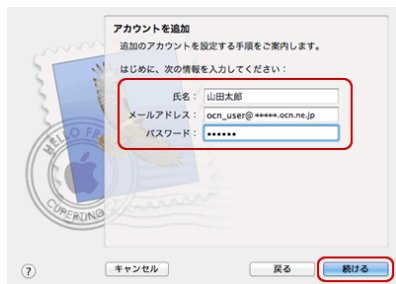 アカウントを追加
追加のアカウントを設定する手順をご案内します。
はじめに、次の情報を入力してください：
氏名： 山田太郎
メールアドレス： ocn_user@*****.ocn.ne.jp
パスワード： ••••••
HELLO FR
CUPERTINO CA
? キャンセル 戻る 続ける